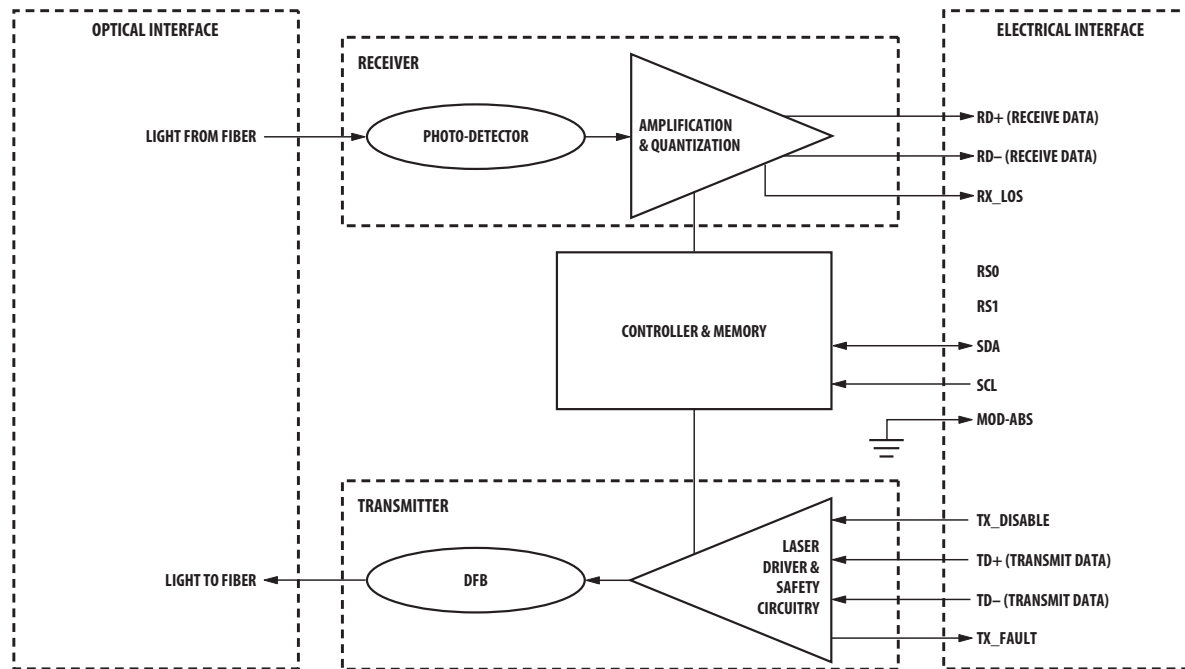 OPTICAL INTERFACE
ELECTRICAL INTERFACE
RECEIVER
LIGHT FROM FIBER
PHOTO-DETECTOR
AMPLIFICATION
& QUANTIZATION
RD+ (RECEIVE DATA)
RD– (RECEIVE DATA)
RX_LOS
RS0
RS1
CONTROLLER & MEMORY
SDA
SCL
MOD-ABS
TRANSMITTER
LIGHT TO FIBER
DFB
LASER
DRIVER &
SAFETY
CIRCUITRY
TX_DISABLE
TD+ (TRANSMIT DATA)
TD– (TRANSMIT DATA)
TX_FAULT